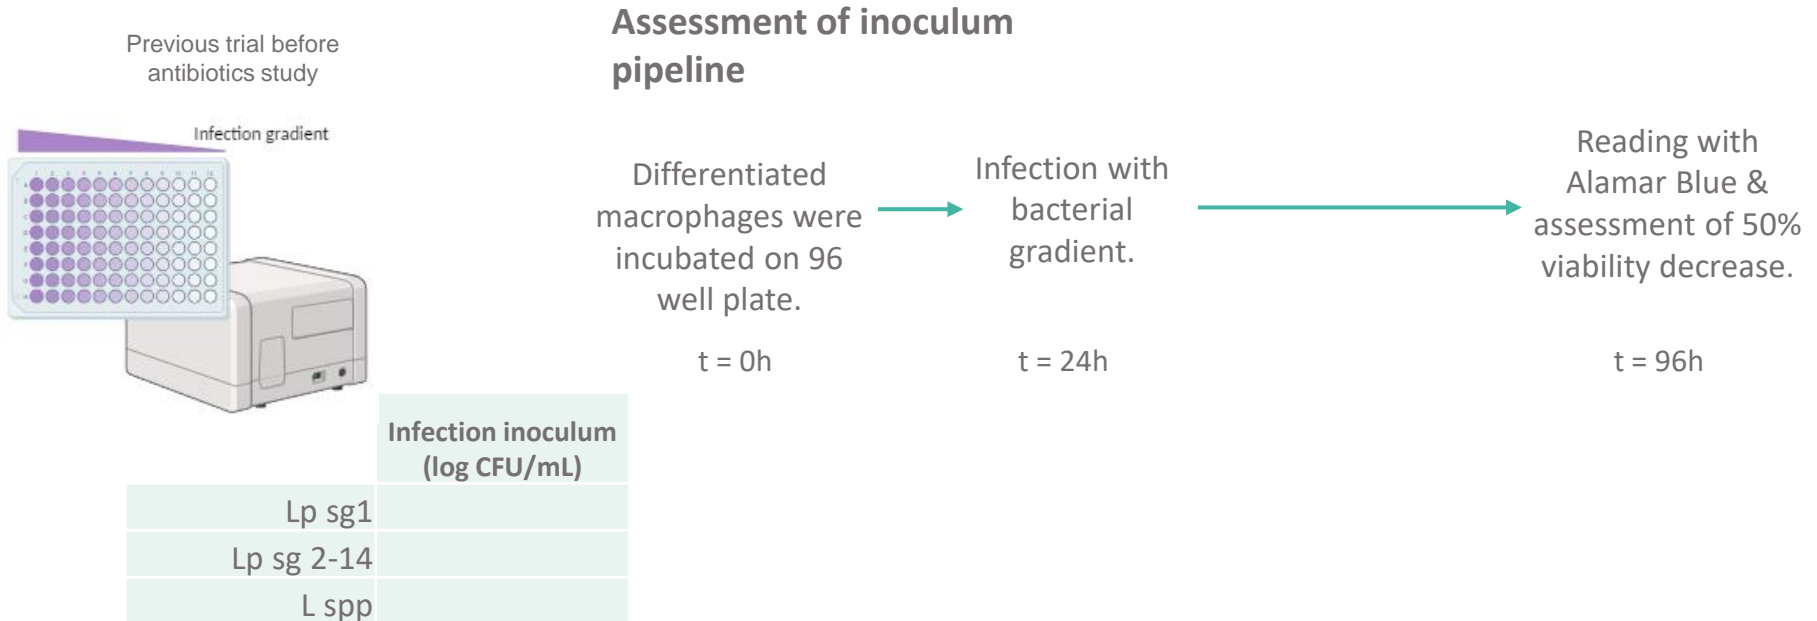 Assessment of inoculum
pipeline
Previous trial before
antibiotics study
Infection gradient
Differentiated
macrophages were
incubated on 96
well plate.
t = 0h
Infection with
bacterial
gradient.
t = 24h
Reading with
Alamar Blue &
assessment of 50%
viability decrease.
t = 96h
Infection inoculum
(log CFU/mL)
Lp sg1
Lp sg 2-14
L spp